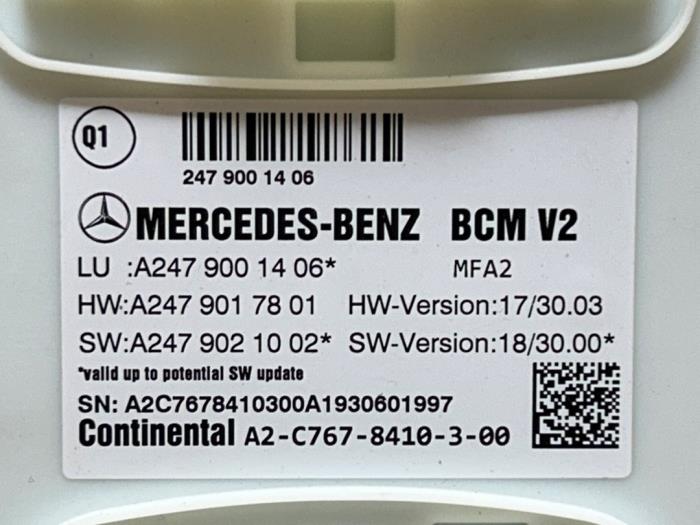 Q1
247 900 14 06
MERCEDES-BENZ BCM V2
LU :A247 900 14 06* MFA2
HW:A247 901 78 01 HW-Version:17/30.03
SW:A247 902 10 02* SW-Version:18/30.00*
*valid up to potential SW update
SN: A2C7678410300A1930601997
Continental A2-C767-8410-3-00